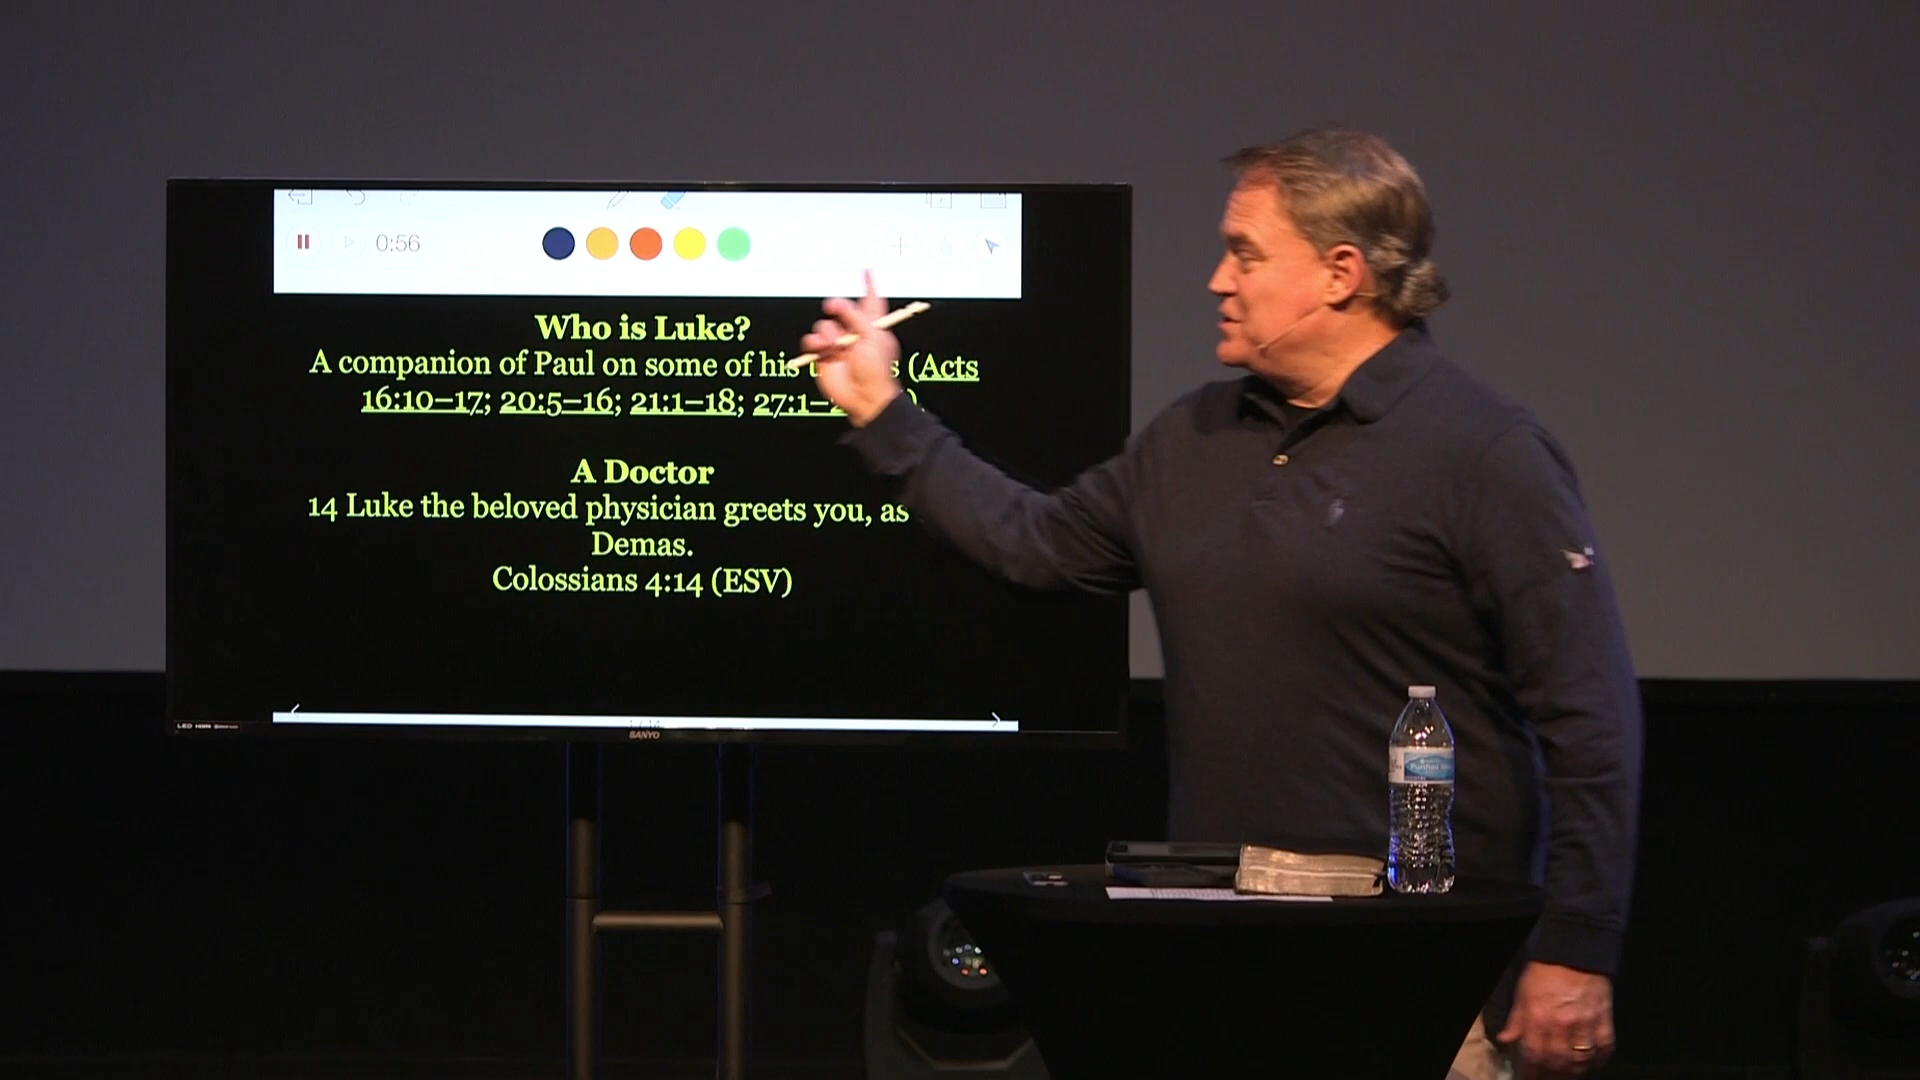 0:56
Who is Luke?
A companion of Paul on some of his (Acts
16:10–17; 20:5–16; 21:1–18; 27:1–
A Doctor
14 Luke the beloved physician greets you, as
Demas.
Colossians 4:14 (ESV)
SANYO
Purified